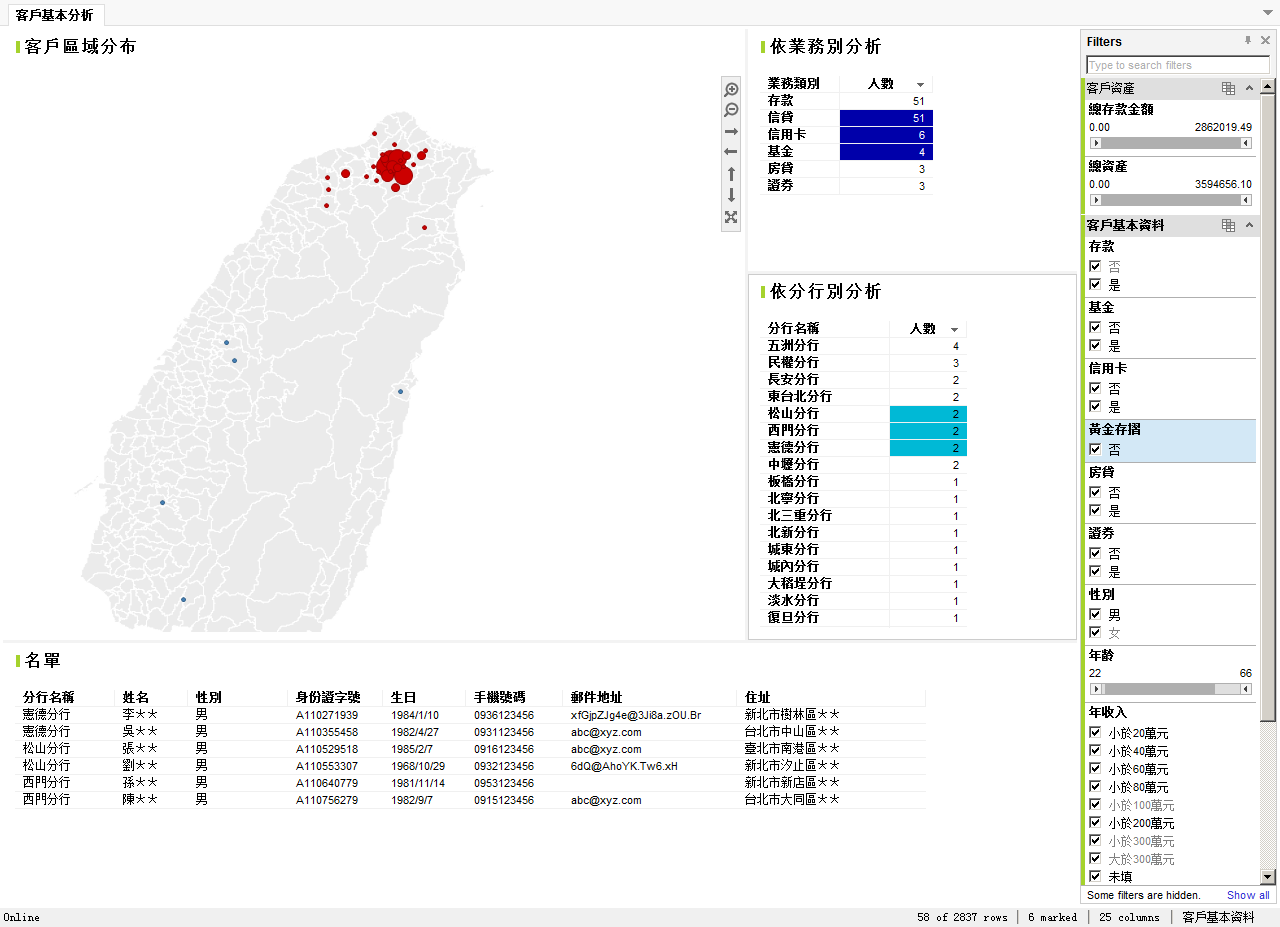 客戶基本分析
客戶區域分布
依業務別分析
業務類別 人數
存款 51
信貸 51
信用卡 6
基金 4
房貸 3
證券 3
依分行別分析
分行名稱 人數
五洲分行 4
民權分行 3
長安分行 2
東台北分行 2
松山分行 2
西門分行 2
憲德分行 2
中壢分行 2
板橋分行 1
北寧分行 1
北三重分行 1
北新分行 1
城東分行 1
城內分行 1
大稻埕分行 1
淡水分行 1
復旦分行 1
名單
分行名稱 姓名 性別 身份證字號 生日 手機號碼 郵件地址 住址
憲德分行 李** 男 A110271939 1984/1/10 0936123456 xfGjpZJg4e@3Ji8a.zOU.Br 新北市樹林區**
憲德分行 吳** 男 A110355458 1982/4/27 0931123456 abc@xyz.com 台北市中山區**
松山分行 張** 男 A110529518 1985/2/7 0916123456 abc@xyz.com 臺北市南港區**
松山分行 劉** 男 A110553307 1968/10/29 0932123456 6dQ@AhoYK.Tw6.xH 新北市汐止區**
西門分行 孫** 男 A110640779 1981/11/14 0953123456 新北市新店區**
西門分行 陳** 男 A110756279 1982/9/7 0915123456 abc@xyz.com 台北市大同區**
Filters
Type to search filters
客戶資產
總存款金額
0.00 2862019.49
總資產
0.00 3594656.10
客戶基本資料
存款
否
是
基金
否
是
信用卡
否
是
黃金存摺
否
房貸
否
是
證券
否
是
性別
男
女
年齡
22 66
年收入
小於20萬元
小於40萬元
小於60萬元
小於80萬元
小於100萬元
小於200萬元
小於300萬元
大於300萬元
未填
Some filters are hidden. Show all
Online 58 of 2837 rows 6 marked 25 columns 客戶基本資料